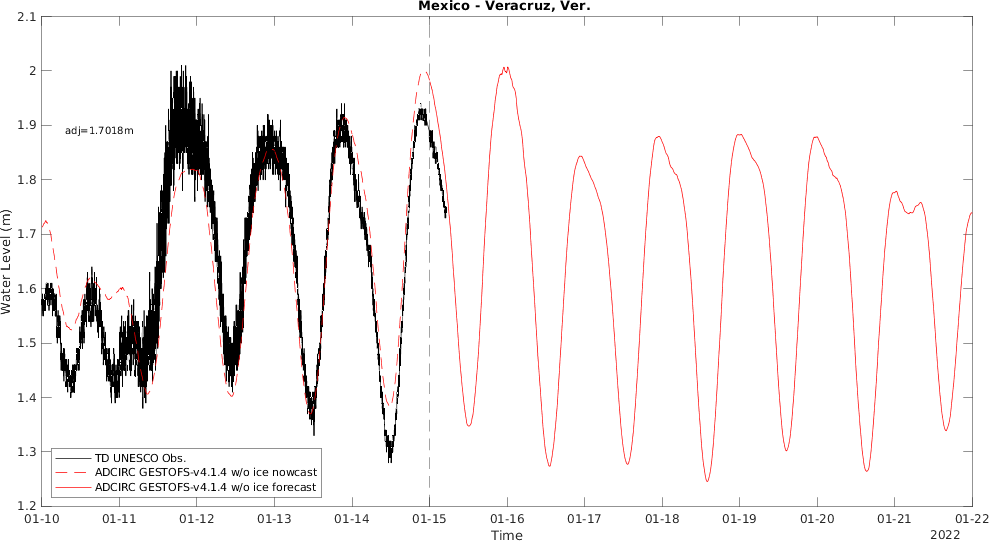 Mexico - Veracruz, Ver.
2.1
2
1.9
1.8
1.7
1.6
1.5
1.4
1.3
1.2
Water Level (m)
adj=1.7018m
TD UNESCO Obs.
ADCIRC GESTOFS-v4.1.4 w/o ice nowcast
ADCIRC GESTOFS-v4.1.4 w/o ice forecast
01-10 01-11 01-12 01-13 01-14 01-15 01-16 01-17 01-18 01-19 01-20 01-21 01-22
Time
2022